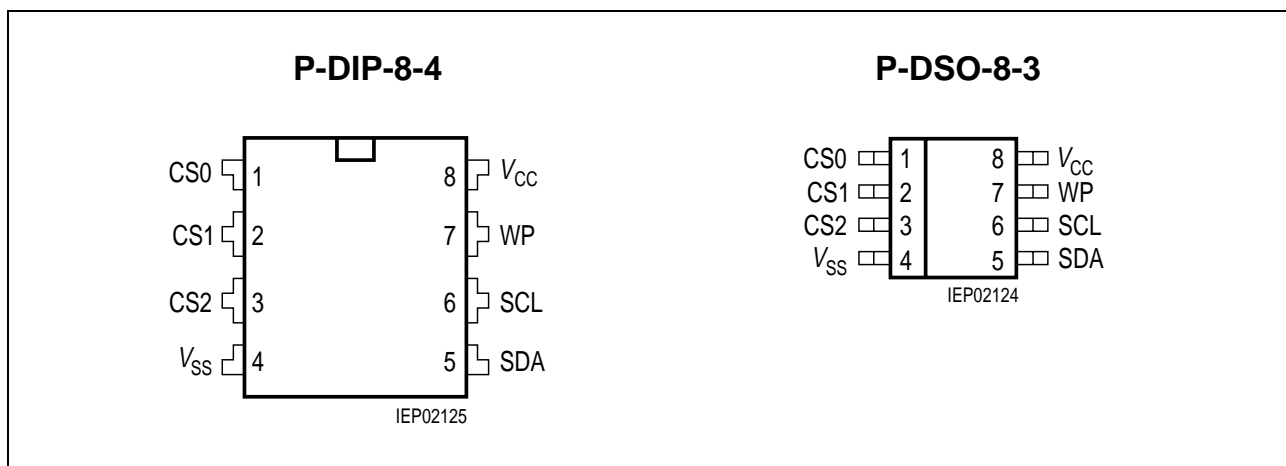 P-DIP-8-4
CS0 1 8 VCC
CS1 2 7 WP
CS2 3 6 SCL
VSS 4 5 SDA
IEP02125
P-DSO-8-3
CS0 1 8 VCC
CS1 2 7 WP
CS2 3 6 SCL
VSS 4 5 SDA
IEP02124